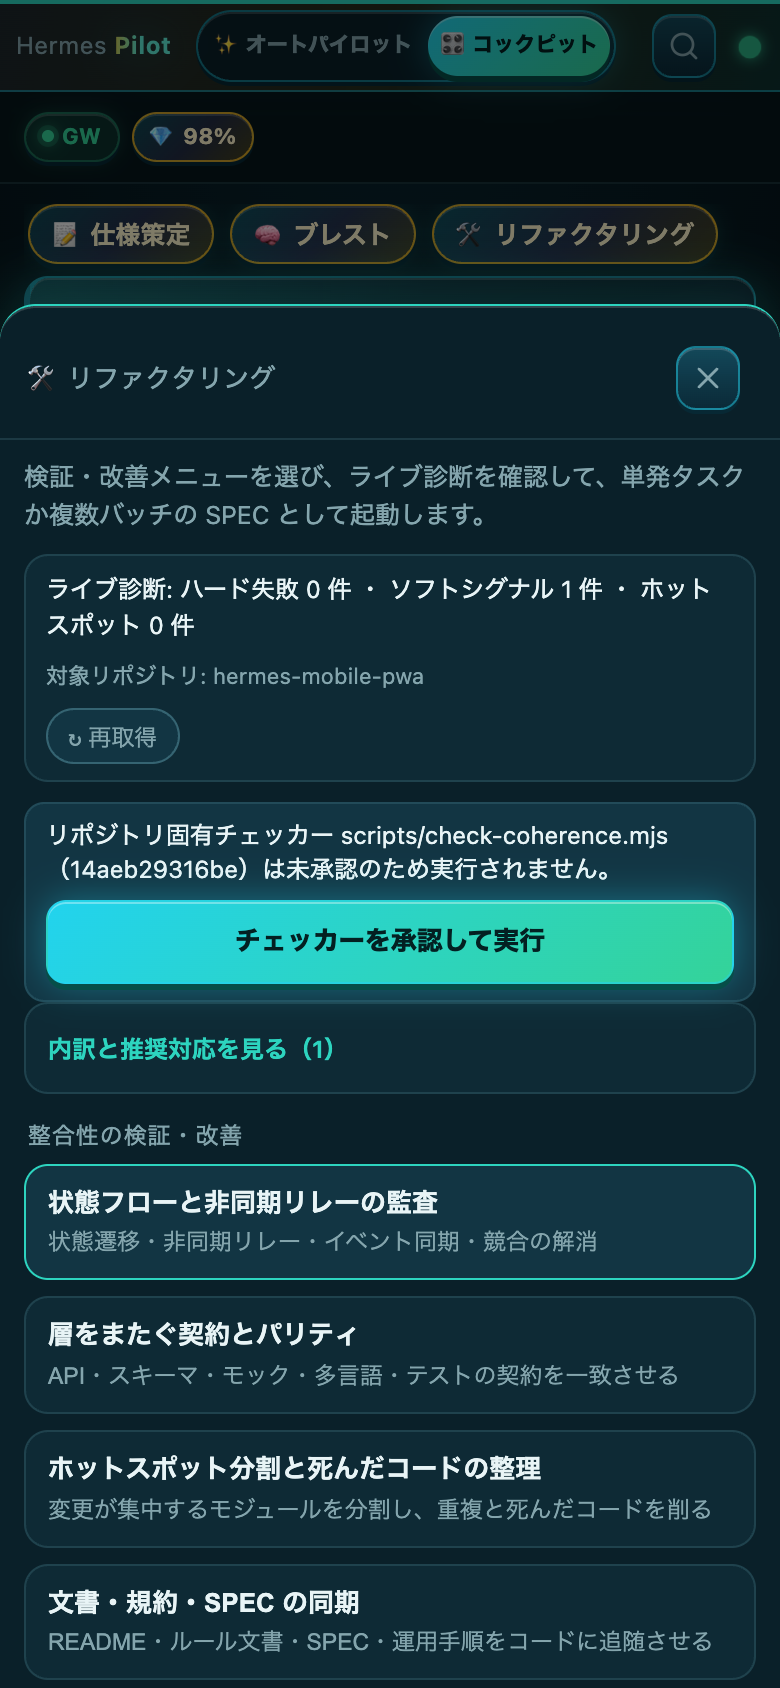 Hermes Pilot
✨ オートパイロット
🎛️ コックピット
GW
💎 98%
📝 仕様策定
🧠 ブレスト
🛠️ リファクタリング
🛠️ リファクタリング
検証・改善メニューを選び、ライブ診断を確認して、単発タスク
か複数バッチの SPEC として起動します。
ライブ診断: ハード失敗 0 件 ・ ソフトシグナル 1 件 ・ ホット
スポット 0 件
対象リポジトリ: hermes-mobile-pwa
↻ 再取得
リポジトリ固有チェッカー scripts/check-coherence.mjs
（14aeb29316be）は未承認のため実行されません。
チェッカーを承認して実行
内訳と推奨対応を見る（1）
整合性の検証・改善
状態フローと非同期リレーの監査
状態遷移・非同期リレー・イベント同期・競合の解消
層をまたぐ契約とパリティ
API・スキーマ・モック・多言語・テストの契約を一致させる
ホットスポット分割と死んだコードの整理
変更が集中するモジュールを分割し、重複と死んだコードを削る
文書・規約・SPEC の同期
README・ルール文書・SPEC・運用手順をコードに追随させる